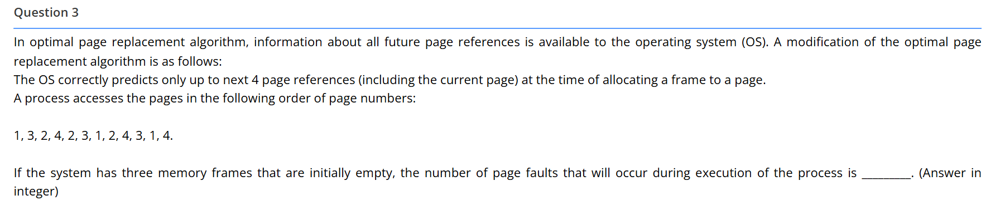 Question 3
In optimal page replacement algorithm, information about all future page references is available to the operating system (OS). A modification of the optimal page
replacement algorithm is as follows:
The OS correctly predicts only up to next 4 page references (including the current page) at the time of allocating a frame to a page.
A process accesses the pages in the following order of page numbers:
1, 3, 2, 4, 2, 3, 1, 2, 4, 3, 1, 4.
If the system has three memory frames that are initially empty, the number of page faults that will occur during execution of the process is ________. (Answer in
integer)